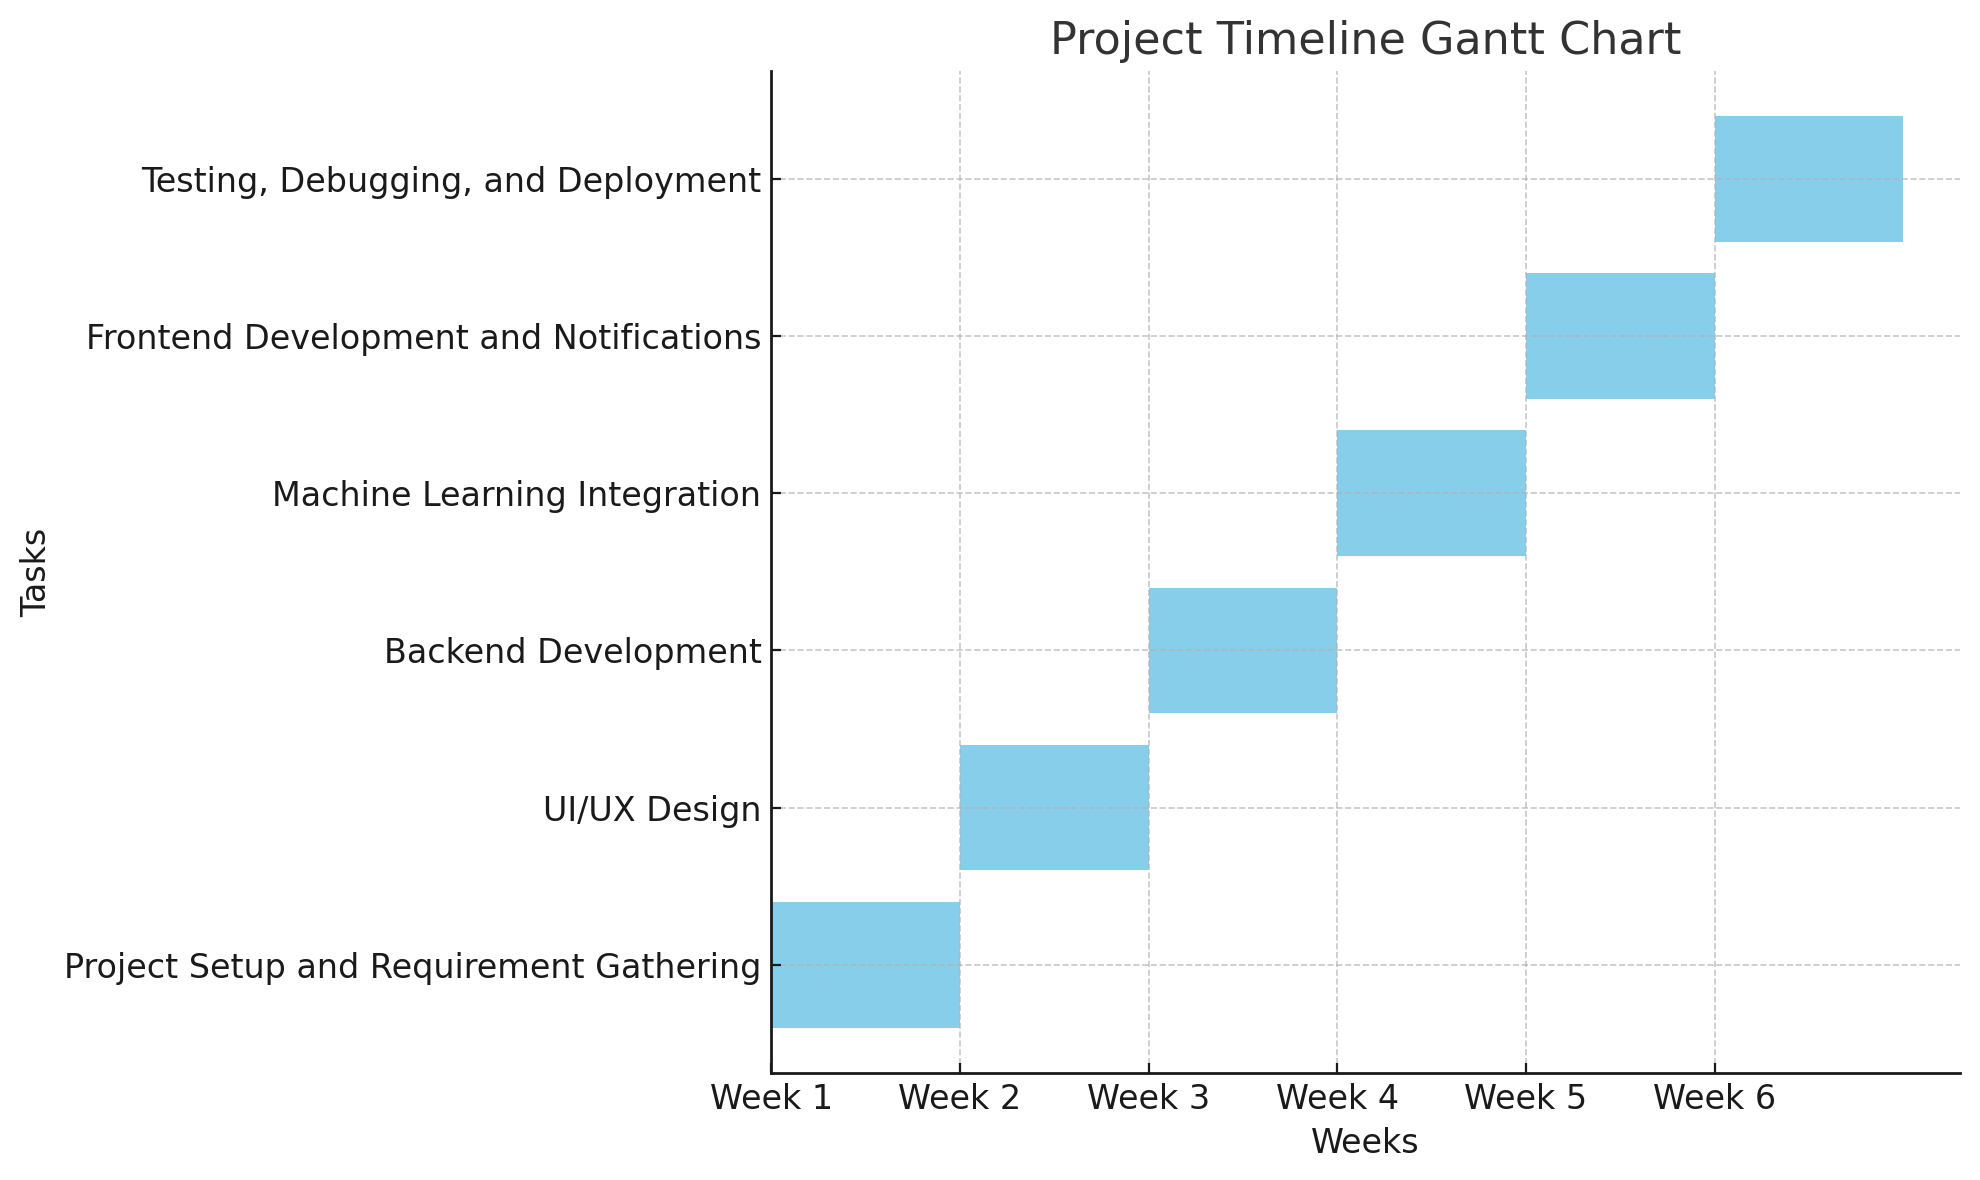 Project Timeline Gantt Chart
Testing, Debugging, and Deployment
Frontend Development and Notifications
Machine Learning Integration
Tasks
Backend Development
UI/UX Design
Project Setup and Requirement Gathering
Week 1 Week 2 Week 3 Week 4 Week 5 Week 6
Weeks